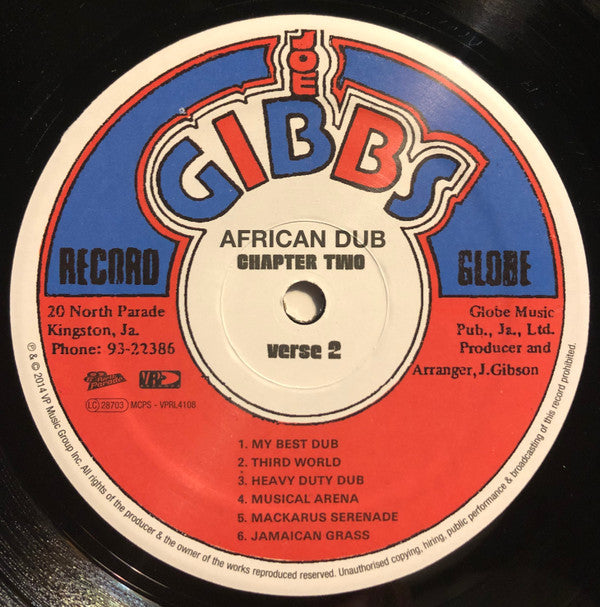 JOE
GIBBS
AFRICAN DUB
CHAPTER TWO
RECORD
GLOBE
20 North Parade
Kingston, Ja.
Phone: 93-22386
Globe Music
Pub., Ja., Ltd.
Producer and
Arranger, J.Gibson
verse 2
VP
LC 28703 MCPS - VPRL4108
1. MY BEST DUB
2. THIRD WORLD
3. HEAVY DUTY DUB
4. MUSICAL ARENA
5. MACKARUS SERENADE
6. JAMAICAN GRASS
℗ & © 2014 VP Music Group Inc. All rights of the producer & the owner of the works reproduced reserved. Unauthorised copying, hiring, public performance & broadcasting of this record prohibited.